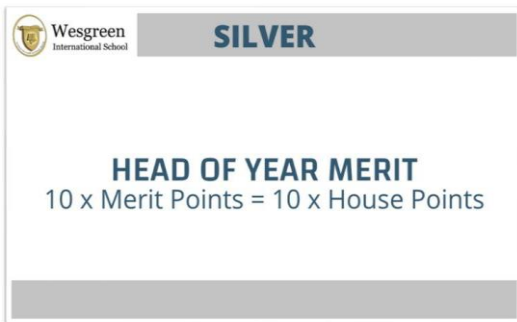 Wesgreen
International School
SILVER
HEAD OF YEAR MERIT
10 x Merit Points = 10 x House Points